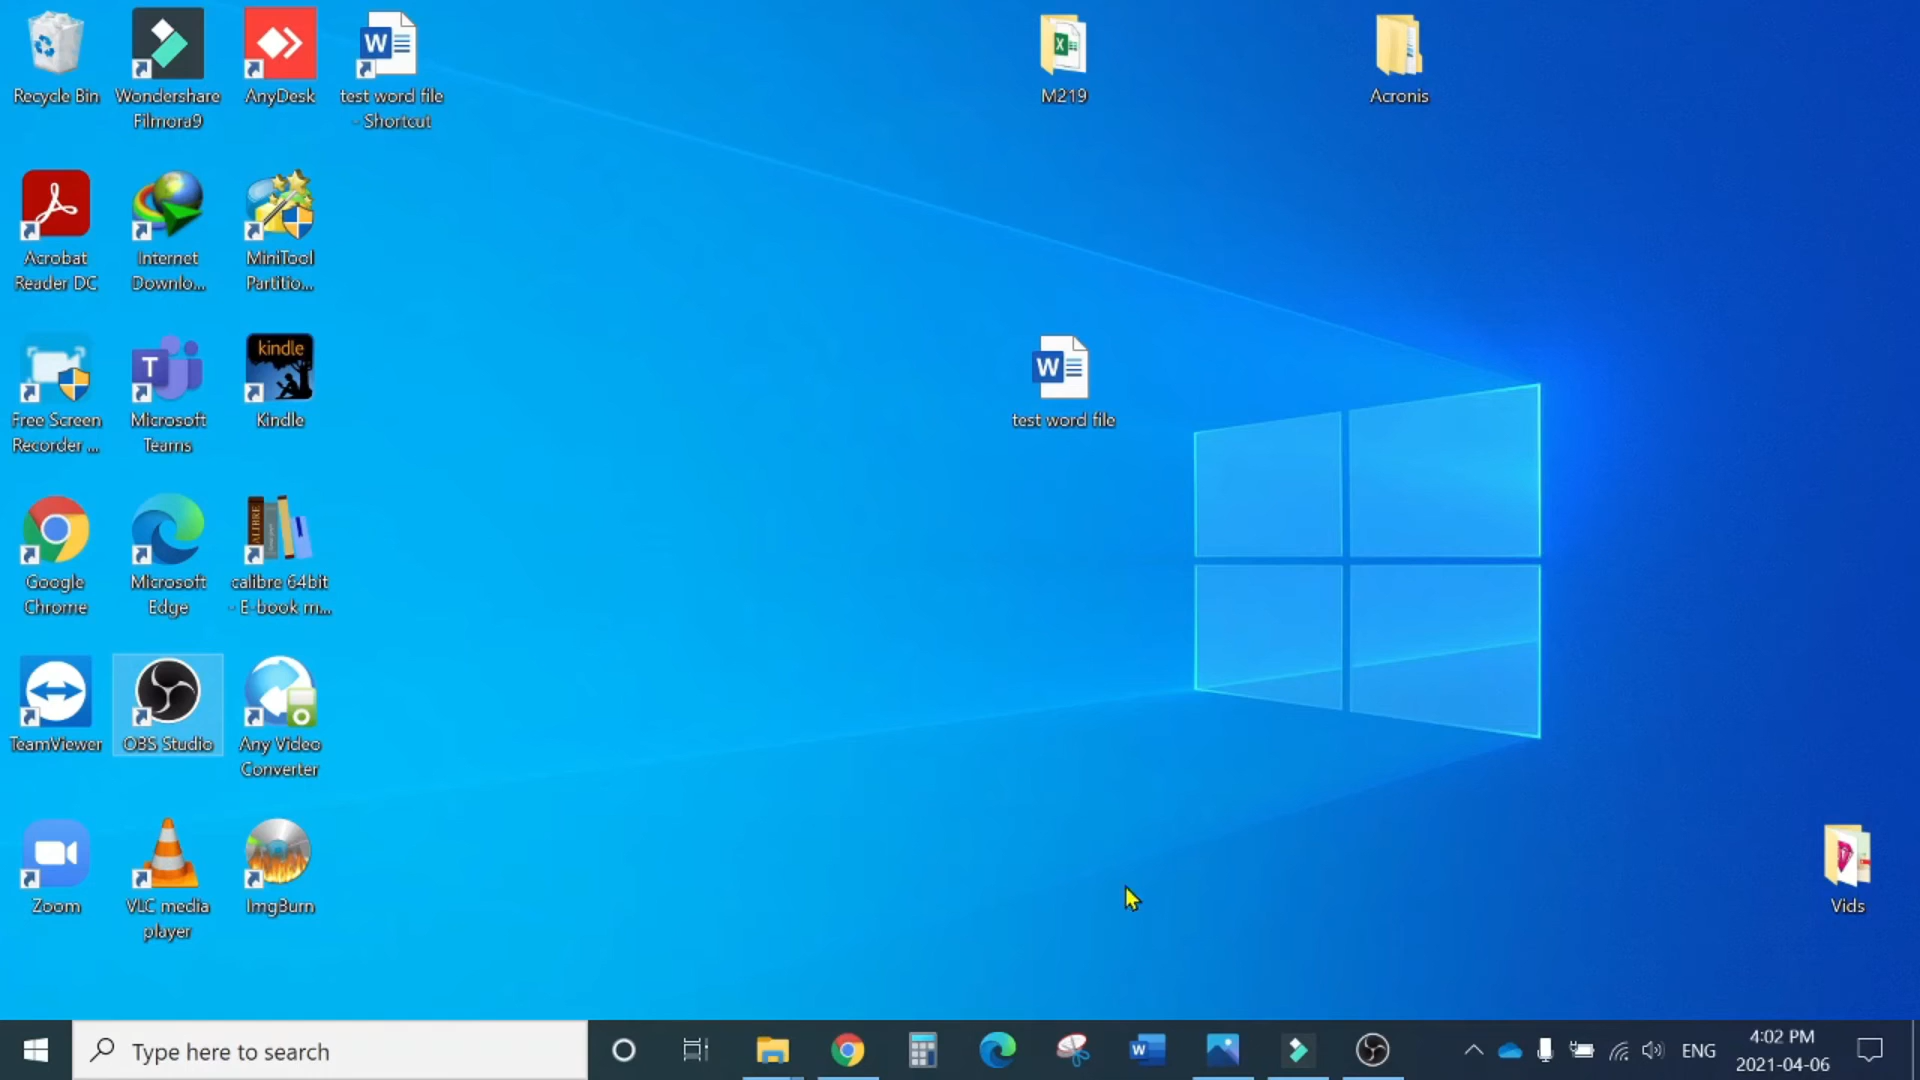 Recycle Bin
Wondershare
Filmora9
AnyDesk
test word file
- Shortcut
M219
Acronis
Acrobat
Reader DC
Internet
Downlo...
MiniTool
Partitio...
Free Screen
Recorder ...
Microsoft
Teams
kindle
Kindle
test word file
Google
Chrome
Microsoft
Edge
CALIBRE
calibre 64bit
- E-book m...
TeamViewer
OBS Studio
Any Video
Converter
Zoom
VLC media
player
ImgBurn
Vids
Type here to search
ENG
4:02 PM
2021-04-06